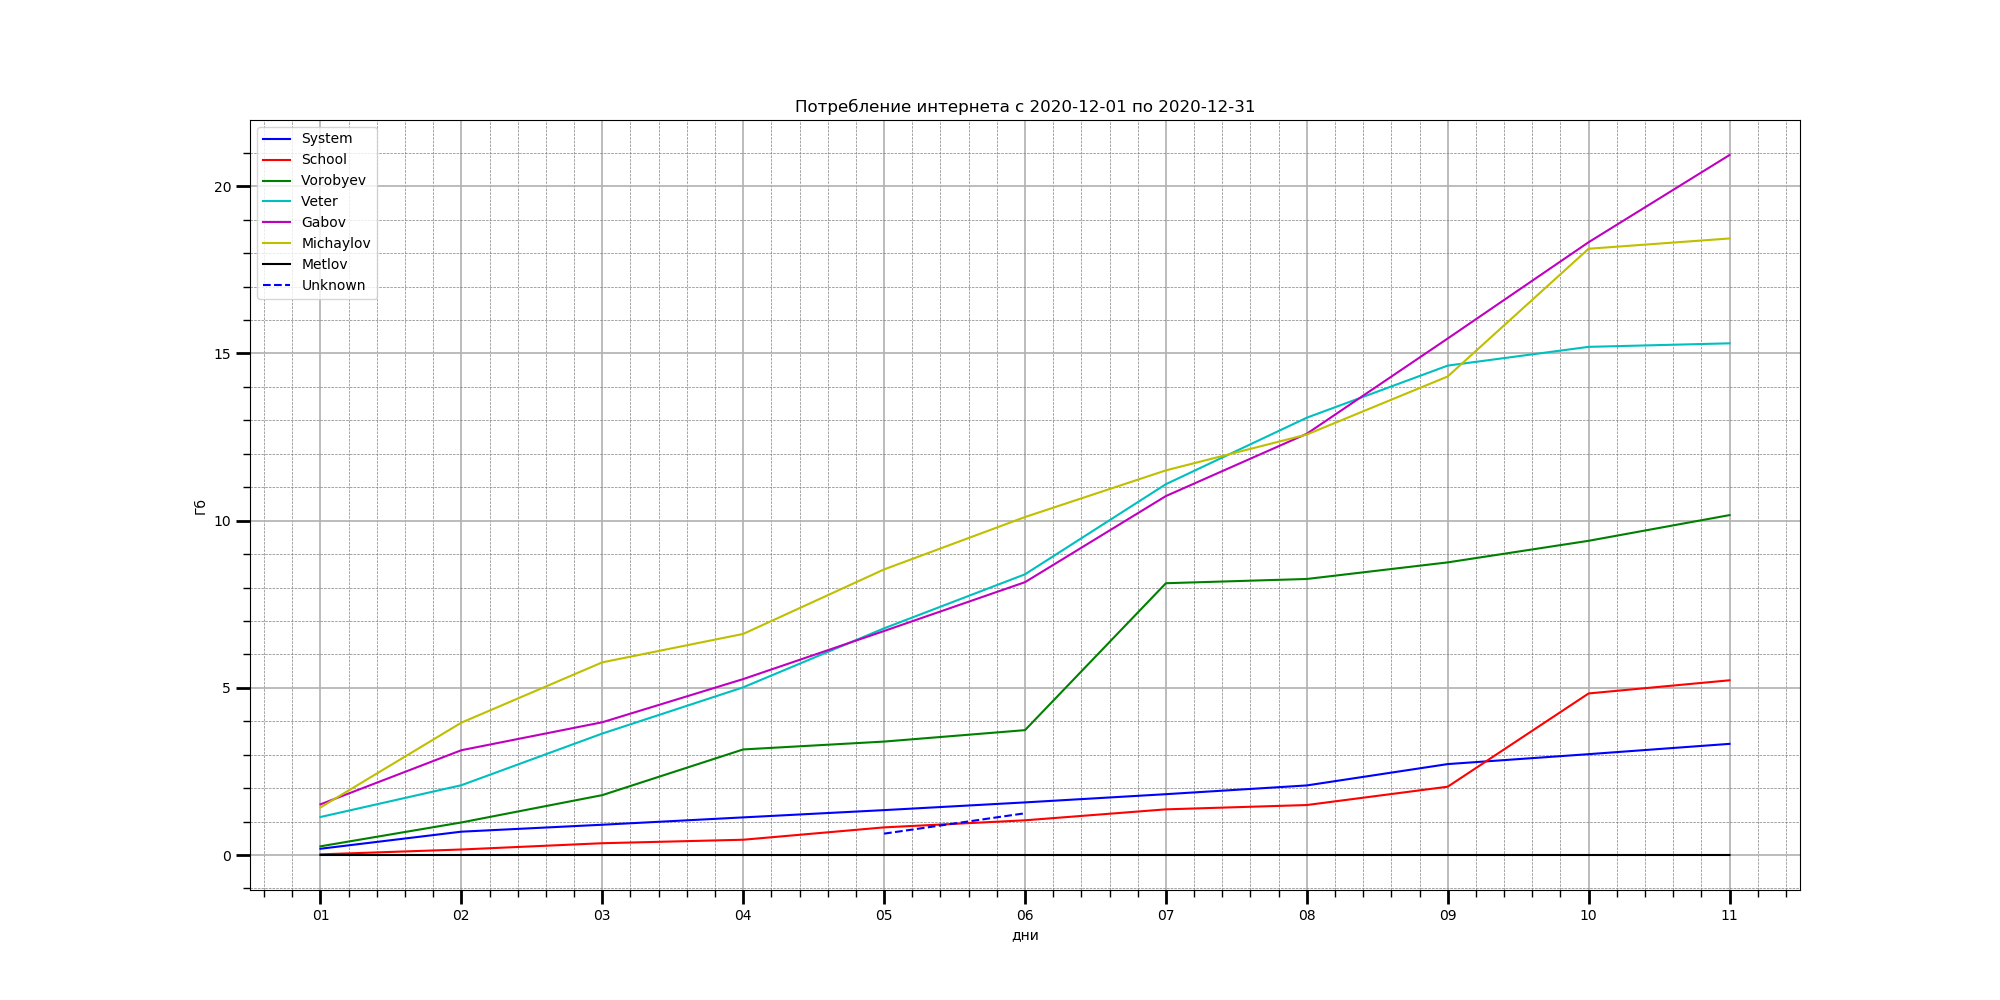 Потребление интернета с 2020-12-01 по 2020-12-31
System
School
Vorobyev
Veter
Gabov
Michaylov
Metlov
Unknown
20
15
10
5
0
Гб
01 02 03 04 05 06 07 08 09 10 11
дни